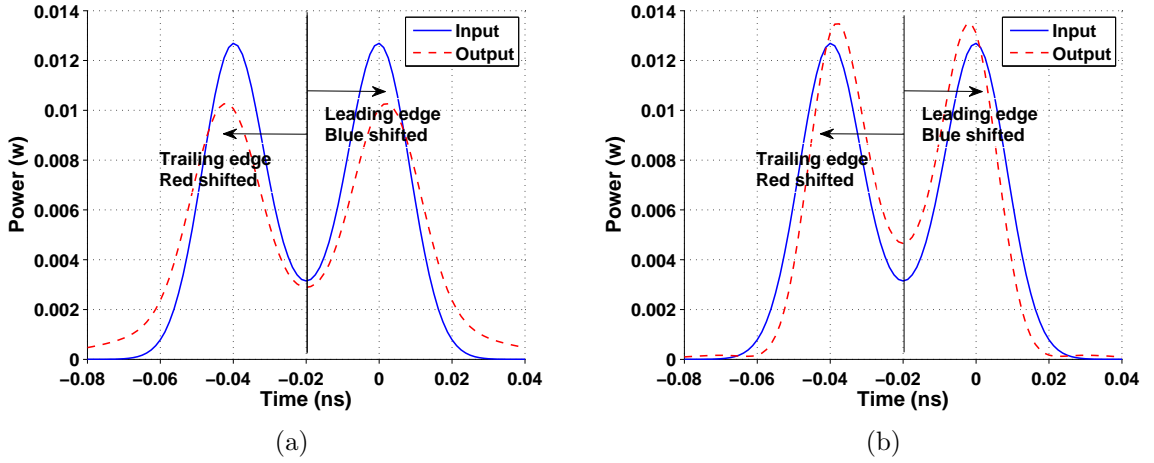 0.014
0.012
0.01
0.008
0.006
0.004
0.002
0
Power (w)
Input
Output
Leading edge
Blue shifted
Trailing edge
Red shifted
−0.08 −0.06 −0.04 −0.02 0 0.02 0.04
Time (ns)
(a)
0.014
0.012
0.01
0.008
0.006
0.004
0.002
0
Power (w)
Input
Output
Leading edge
Blue shifted
Trailing edge
Red shifted
−0.08 −0.06 −0.04 −0.02 0 0.02 0.04
Time (ns)
(b)